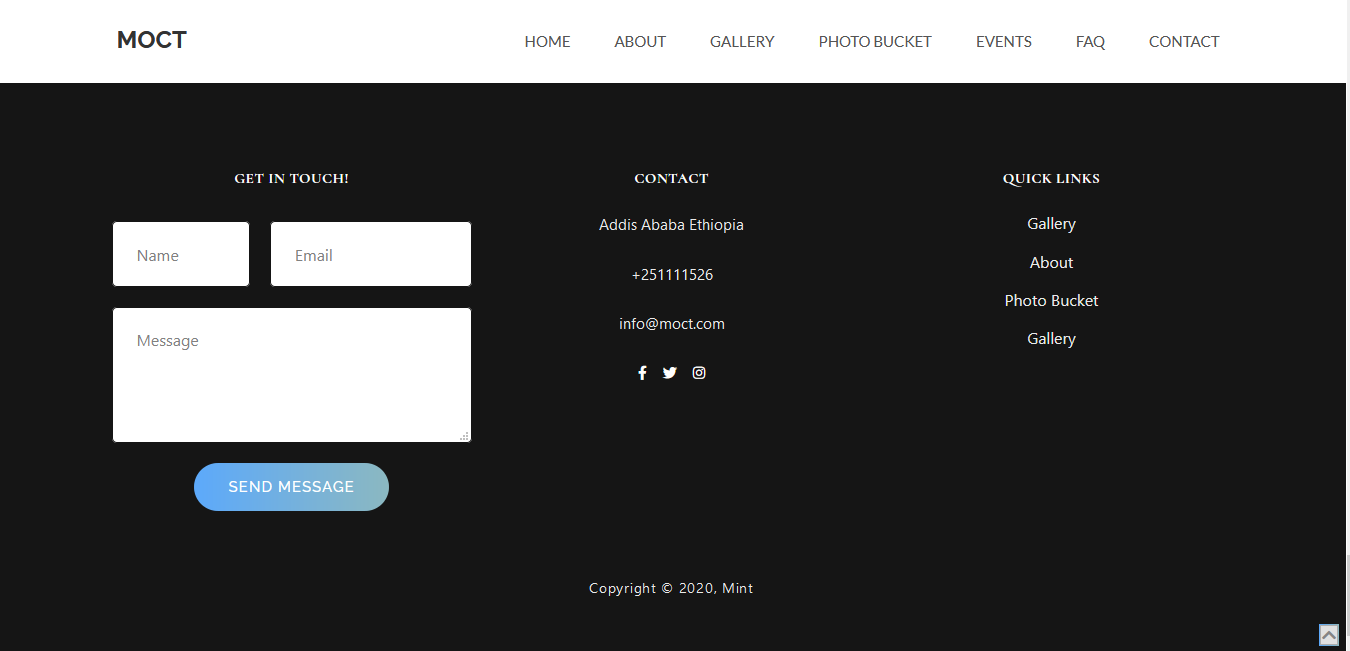 MOCT
HOME ABOUT GALLERY PHOTO BUCKET EVENTS FAQ CONTACT
GET IN TOUCH!
Name Email
Message
SEND MESSAGE
CONTACT
Addis Ababa Ethiopia
+251111526
info@moct.com
QUICK LINKS
Gallery
About
Photo Bucket
Gallery
Copyright © 2020, Mint